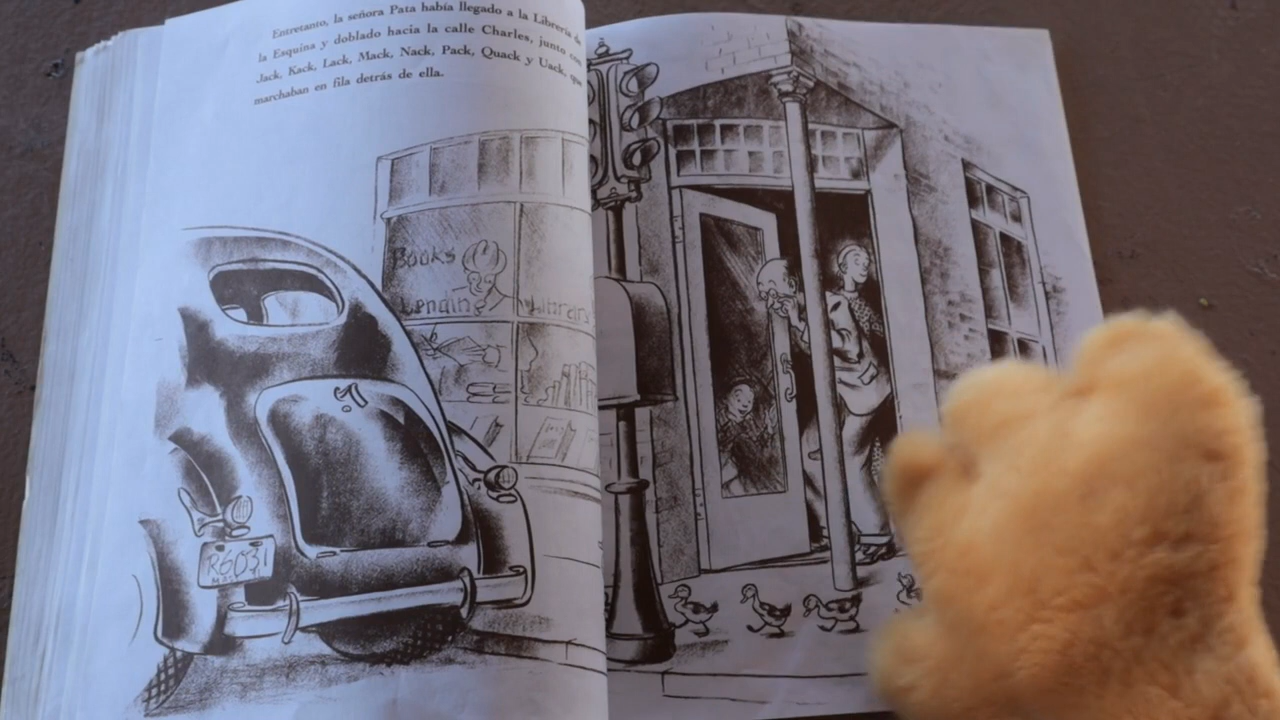 Entretanto, la señora Pata había llegado a la Librería de
la Esquina y doblado hacia la calle Charles, junto con
Jack, Kack, Lack, Mack, Nack, Pack, Quack y Uack, que
marchaban en fila detrás de ella.
Books
Lending Library
R6031